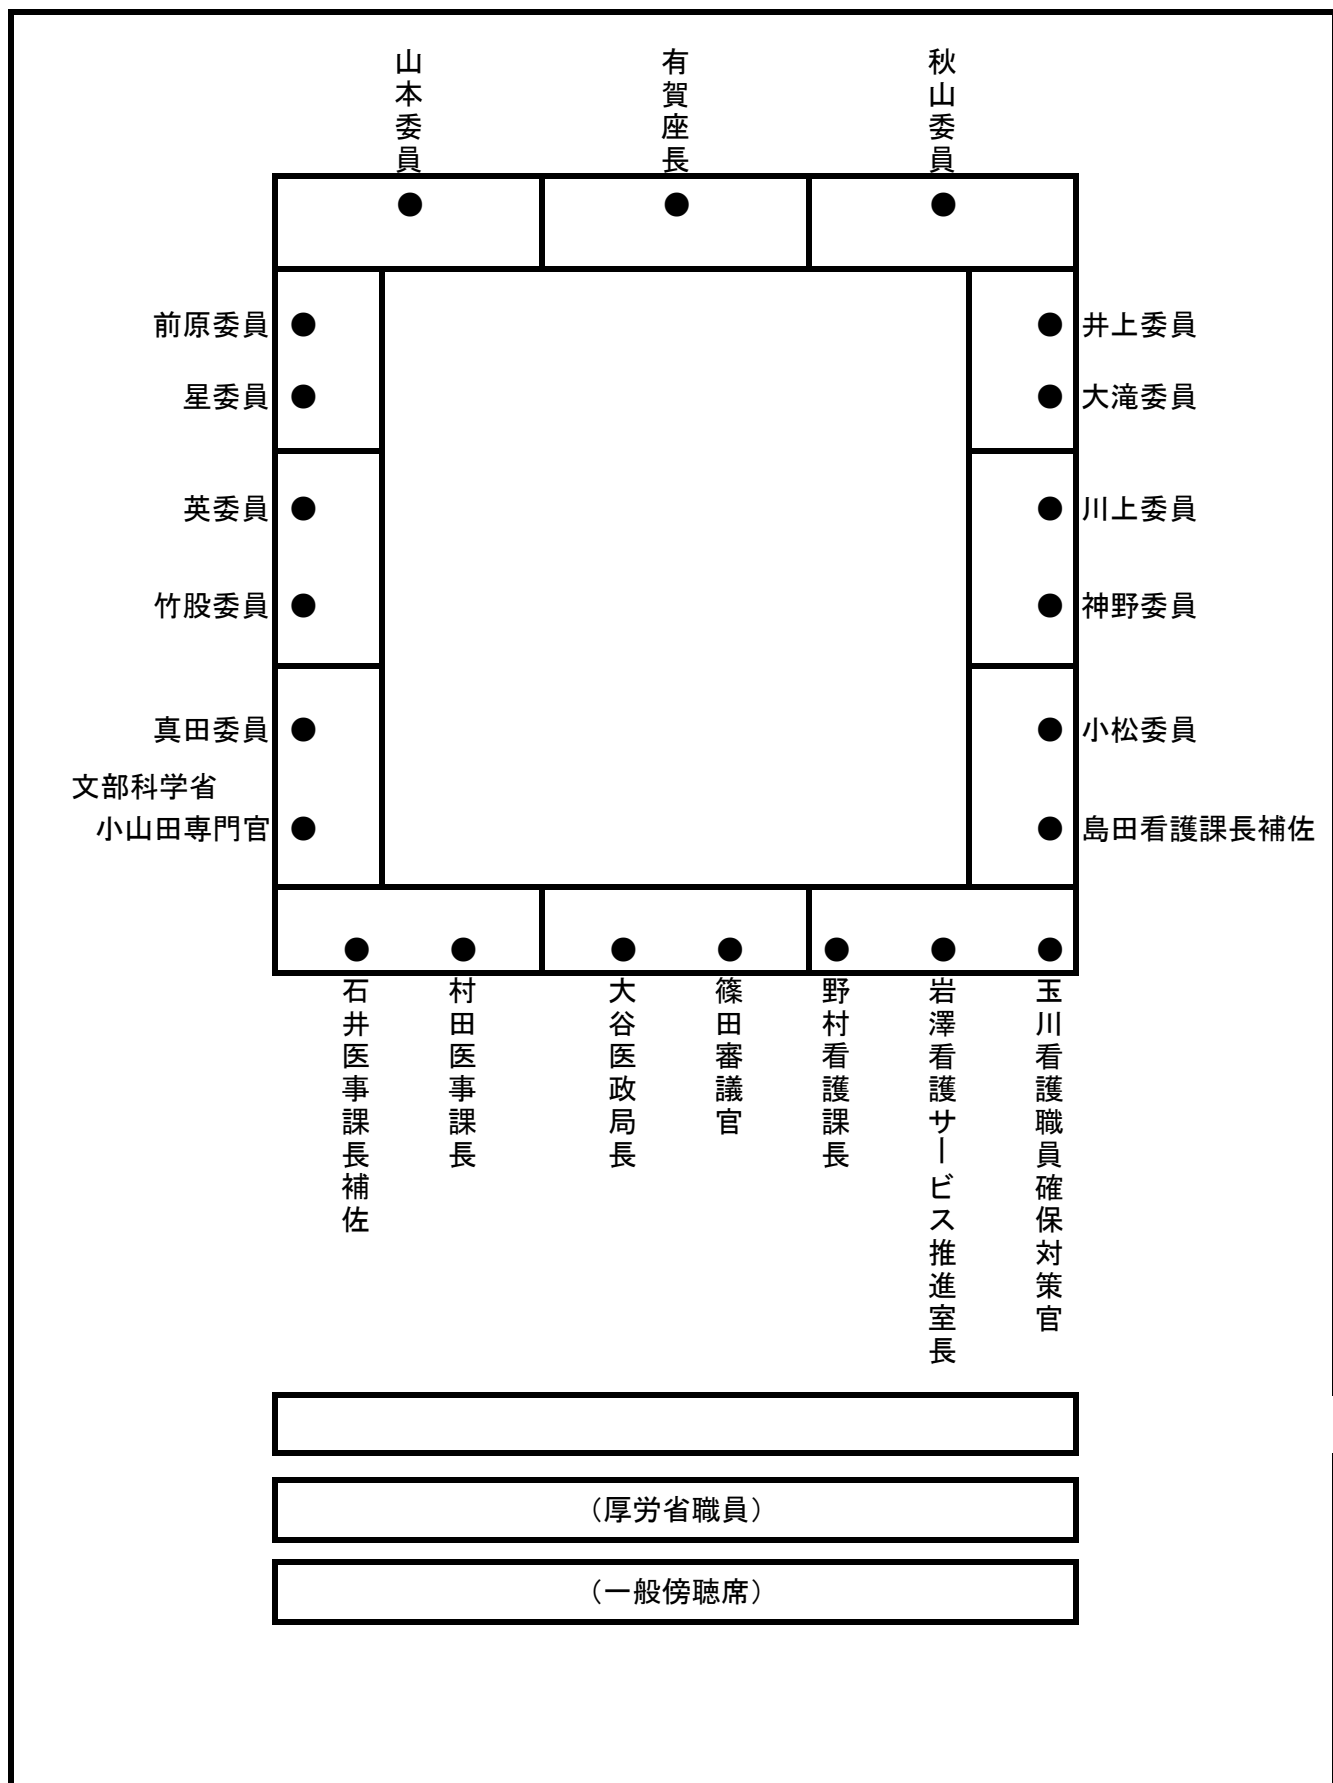 山本委員
有賀座長
秋山委員
前原委員
井上委員
星委員
大滝委員
英委員
川上委員
竹股委員
神野委員
真田委員
小松委員
文部科学省
小山田専門官
島田看護課長補佐
石井医事課長補佐
村田医事課長
大谷医政局長
篠田審議官
野村看護課長
岩澤看護サービス推進室長
玉川看護職員確保対策官
（厚労省職員）
（一般傍聴席）